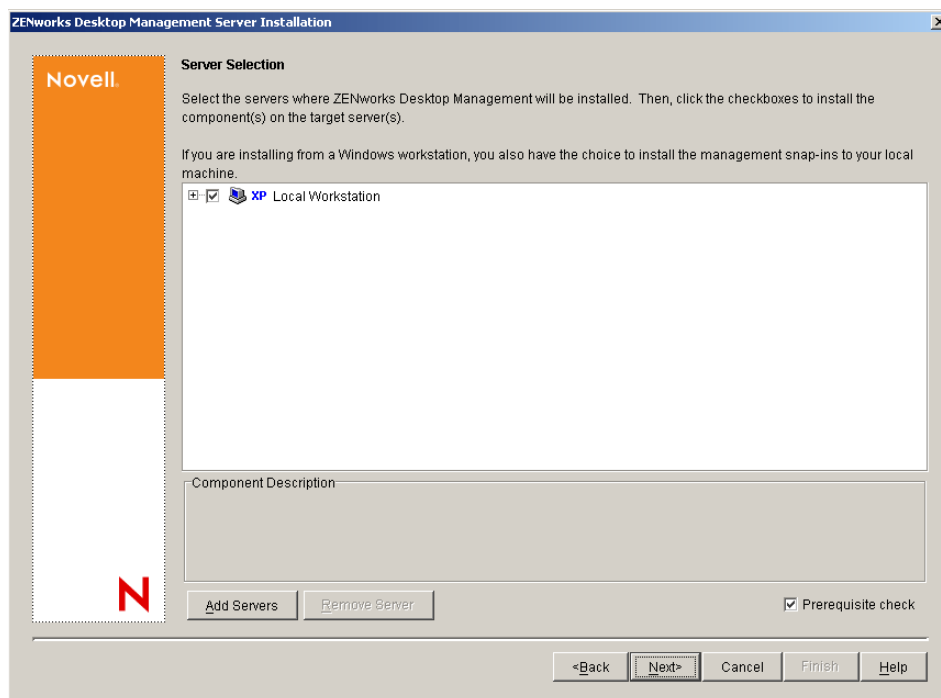 ZENworks Desktop Management Server Installation
Novell.
Server Selection
Select the servers where ZENworks Desktop Management will be installed. Then, click the checkboxes to install the
component(s) on the target server(s).
If you are installing from a Windows workstation, you also have the choice to install the management snap-ins to your local
machine.
XP Local Workstation
Component Description
N
Add Servers
Remove Server
Prerequisite check
<Back
Next>
Cancel
Finish
Help